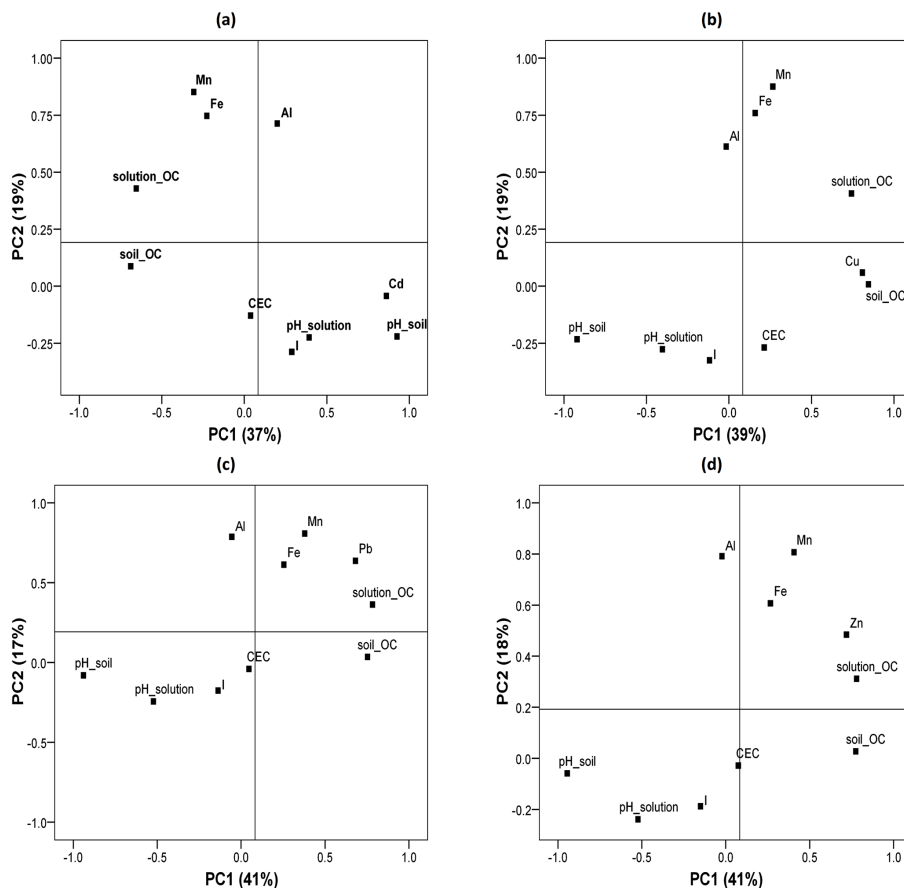 (a)
1.00
0.75
0.50
0.25
0.00
-0.25
PC2 (19%)
Mn
Fe
Al
solution_OC
soil_OC
CEC
Cd
pH_solution
pH_soil
I
-1.0
-0.5
0.0
0.5
1.0
PC1 (37%)
(b)
1.00
0.75
0.50
0.25
0.00
-0.25
PC2 (19%)
Mn
Fe
Al
solution_OC
Cu
soil_OC
pH_soil
pH_solution
I
CEC
-1.0
-0.5
0.0
0.5
1.0
PC1 (39%)
(c)
1.0
0.5
0.0
-0.5
-1.0
PC2 (17%)
Al
Mn
Fe
Pb
solution_OC
soil_OC
CEC
pH_soil
pH_solution
I
-1.0
-0.5
0.0
0.5
1.0
PC1 (41%)
(d)
1.0
0.8
0.6
0.4
0.2
0.0
-0.2
PC2 (18%)
Al
Mn
Fe
Zn
solution_OC
soil_OC
CEC
pH_soil
pH_solution
I
-1.0
-0.5
0.0
0.5
1.0
PC1 (41%)